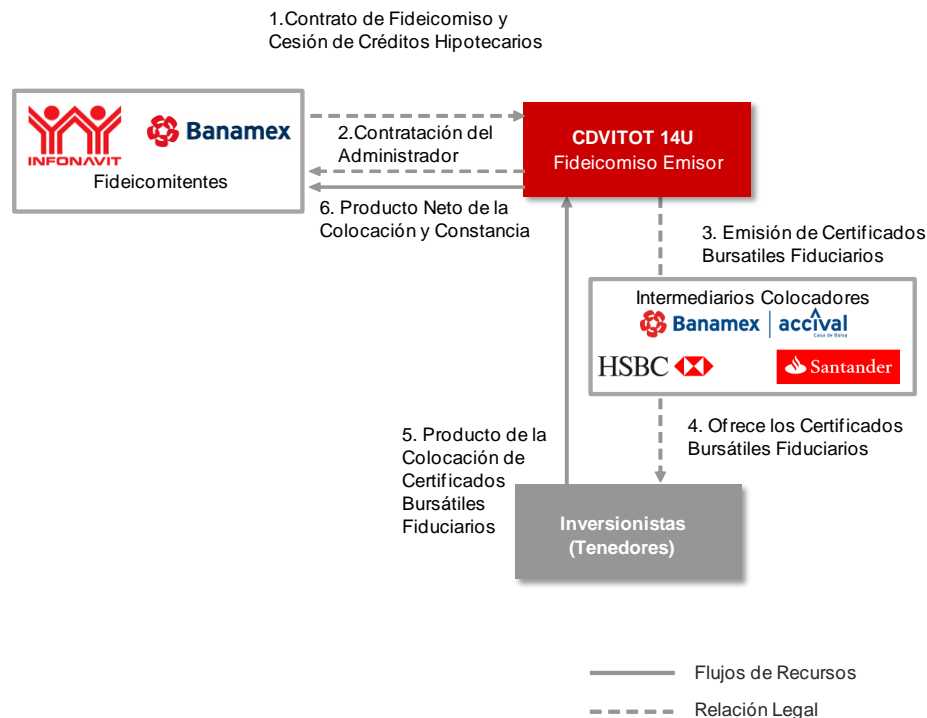 1.Contrato de Fideicomiso y
Cesión de Créditos Hipotecarios
INFONAVIT
Banamex
Fideicomitentes
2.Contratación del
Administrador
CDVITOT 14U
Fideicomiso Emisor
6. Producto Neto de la
Colocación y Constancia
3. Emisión de Certificados
Bursatiles Fiduciarios
Intermediarios Colocadores
Banamex accival
Casa de Bolsa
HSBC
Santander
4. Ofrece los Certificados
Bursátiles Fiduciarios
5. Producto de la
Colocación de
Certificados
Bursátiles
Fiduciarios
Inversionistas
(Tenedores)
Flujos de Recursos
Relación Legal